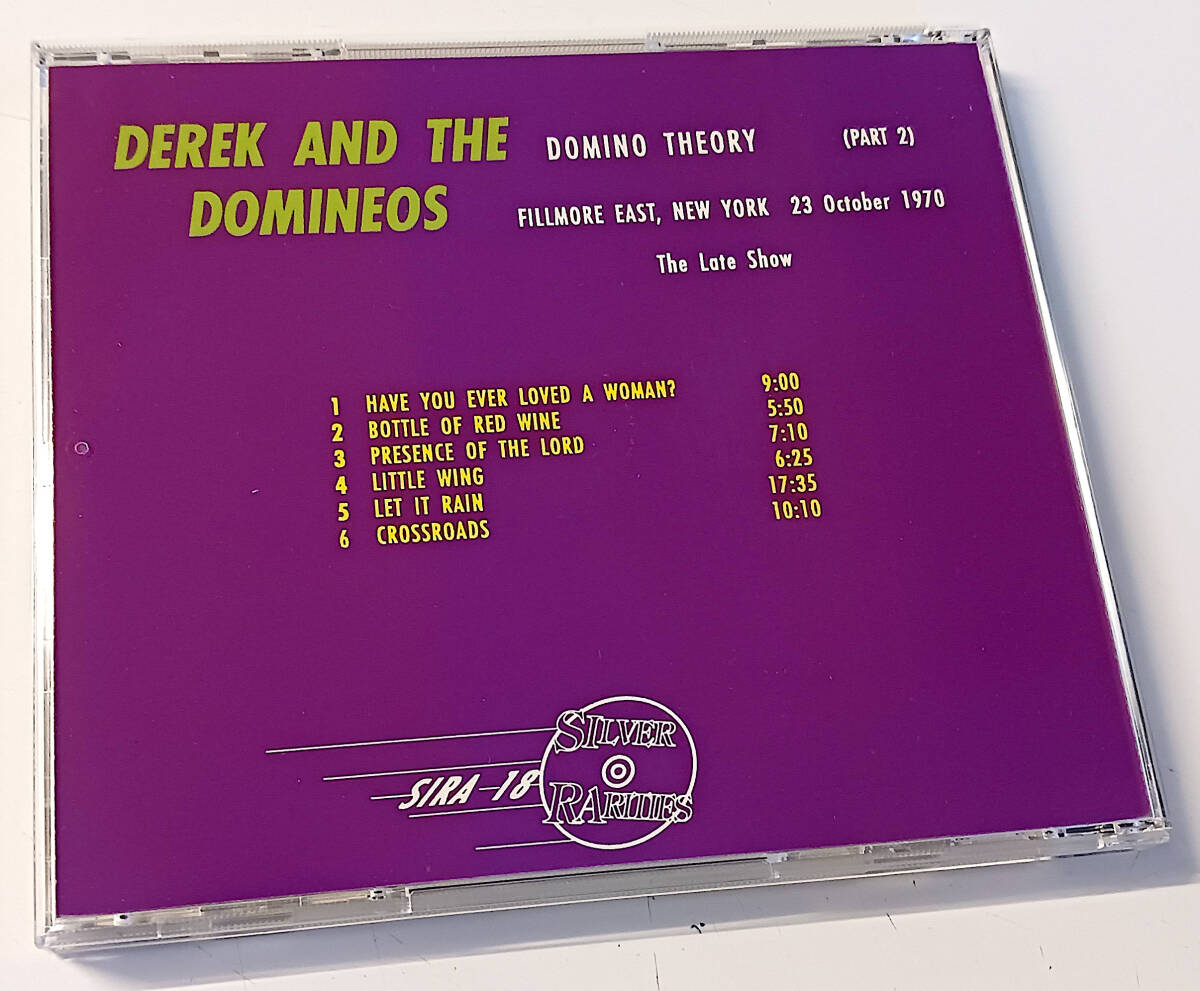 DEREK AND THE
DOMINEOS
DOMINO THEORY (PART 2)
FILLMORE EAST, NEW YORK 23 October 1970
The Late Show
1 HAVE YOU EVER LOVED A WOMAN? 9:00
2 BOTTLE OF RED WINE 5:50
3 PRESENCE OF THE LORD 7:10
4 LITTLE WING 6:25
5 LET IT RAIN 17:35
6 CROSSROADS 10:10
SILVER
RARITIES
SIRA-18